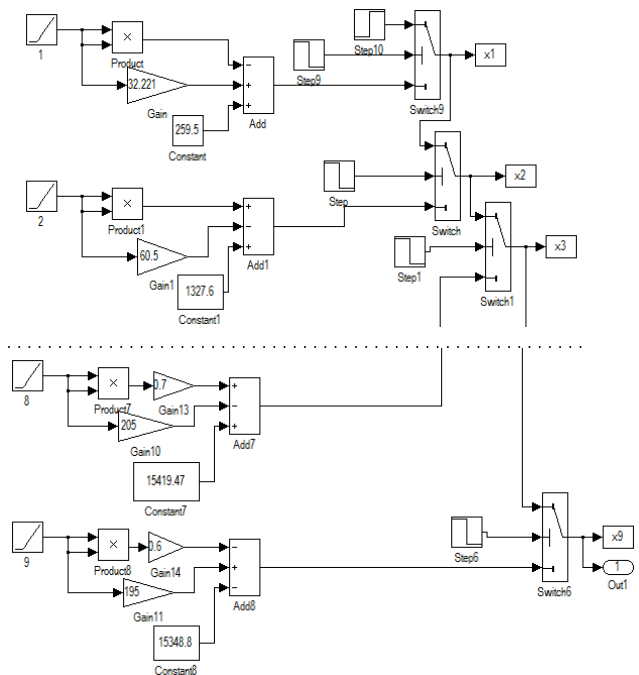 1
Product
32.221
Gain
259.5
Constant
Add
Step9
Step10
Switch9
x1
2
Product1
60.5
Gain1
1327.6
Constant1
Add1
Step
Switch
x2
Step1
Switch1
x3
8
Product7
0.7
Gain13
205
Gain10
15419.47
Constant7
Add7
9
Product8
0.6
Gain14
195
Gain11
15348.8
Constant8
Add8
Step6
Switch6
x9
1
Out1